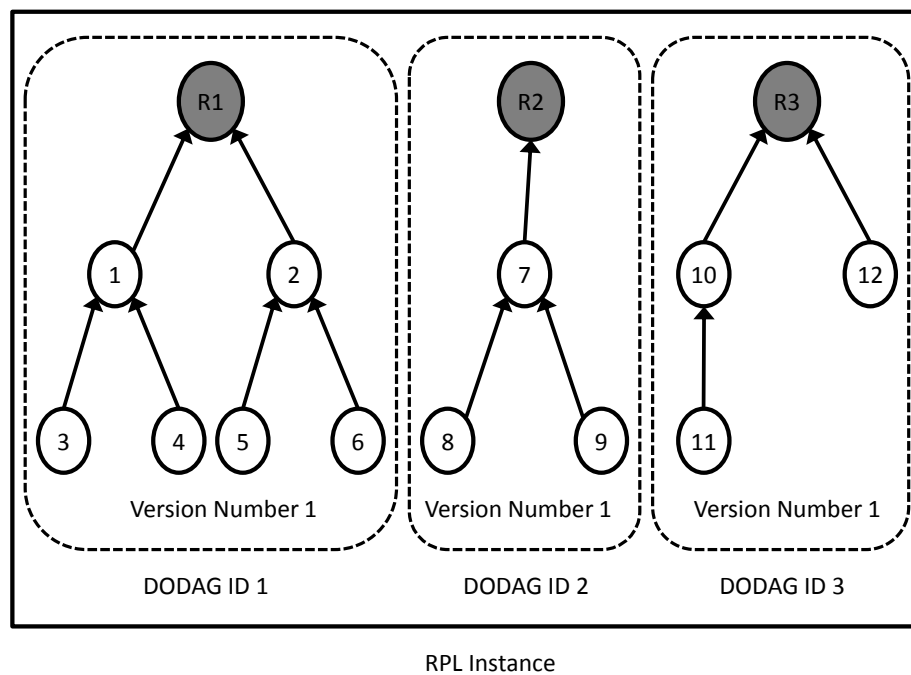 R1
R2
R3
1
2
7
10
12
3
4
5
6
8
9
11
Version Number 1
Version Number 1
Version Number 1
DODAG ID 1
DODAG ID 2
DODAG ID 3
RPL Instance